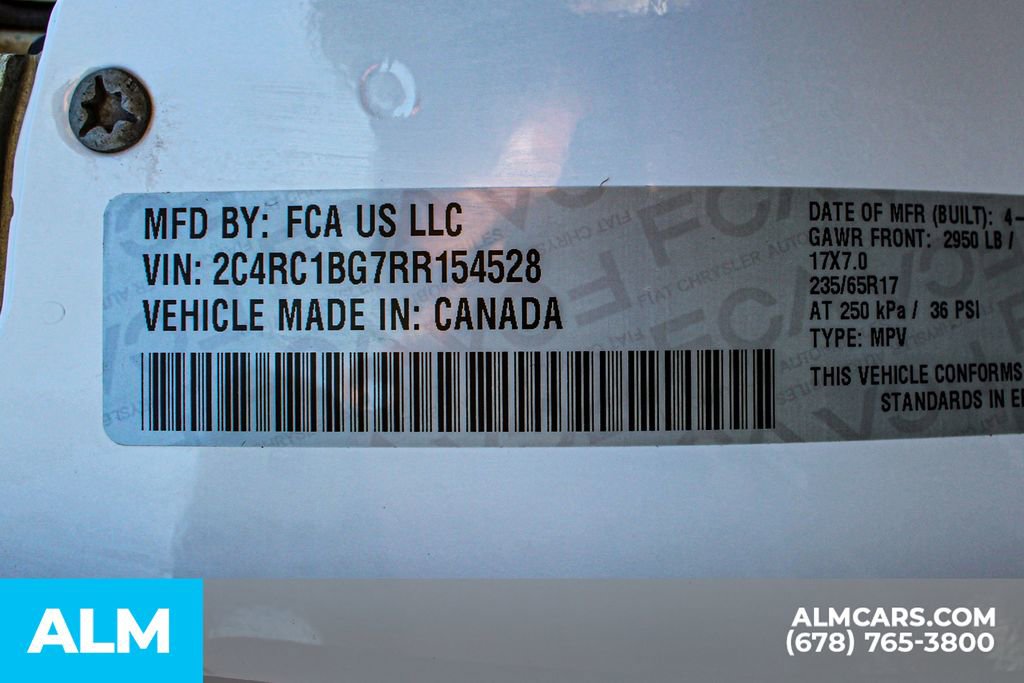 MFD BY: FCA US LLC
VIN: 2C4RC1BG7RR154528
VEHICLE MADE IN: CANADA
DATE OF MFR (BUILT): 4-
GAWR FRONT: 2950 LB /
17X7.0
235/65R17
AT 250 kPa / 36 PSI
TYPE: MPV
THIS VEHICLE CONFORMS
STANDARDS IN
ALM
ALMCARS.COM
(678) 765-3800